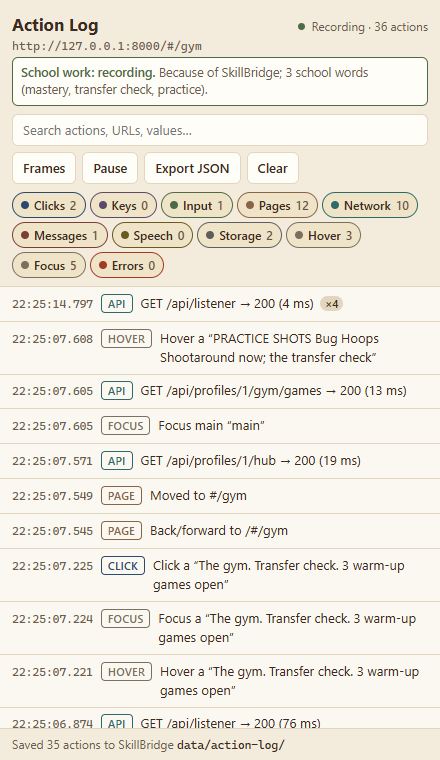 Action Log
Recording · 36 actions
http://127.0.0.1:8000/#/gym
School work: recording. Because of SkillBridge; 3 school words
(mastery, transfer check, practice).
Search actions, URLs, values...
Frames Pause Export JSON Clear
Clicks 2 Keys 0 Input 1 Pages 12 Network 10
Messages 1 Speech 0 Storage 2 Hover 3
Focus 5 Errors 0
22:25:14.797 API GET /api/listener → 200 (4 ms) ×4
22:25:07.608 HOVER Hover a “PRACTICE SHOTS Bug Hoops
Shootaround now; the transfer check”
22:25:07.605 API GET /api/profiles/1/gym/games → 200 (13 ms)
22:25:07.605 FOCUS Focus main “main”
22:25:07.571 API GET /api/profiles/1/hub → 200 (19 ms)
22:25:07.549 PAGE Moved to #/gym
22:25:07.545 PAGE Back/forward to /#/gym
22:25:07.225 CLICK Click a “The gym. Transfer check. 3 warm-up
games open”
22:25:07.224 FOCUS Focus a “The gym. Transfer check. 3 warm-up
games open”
22:25:07.221 HOVER Hover a “The gym. Transfer check. 3 warm-up
games open”
22:25:06.874 API GET /api/listener → 200 (76 ms)
Saved 35 actions to SkillBridge data/action-log/